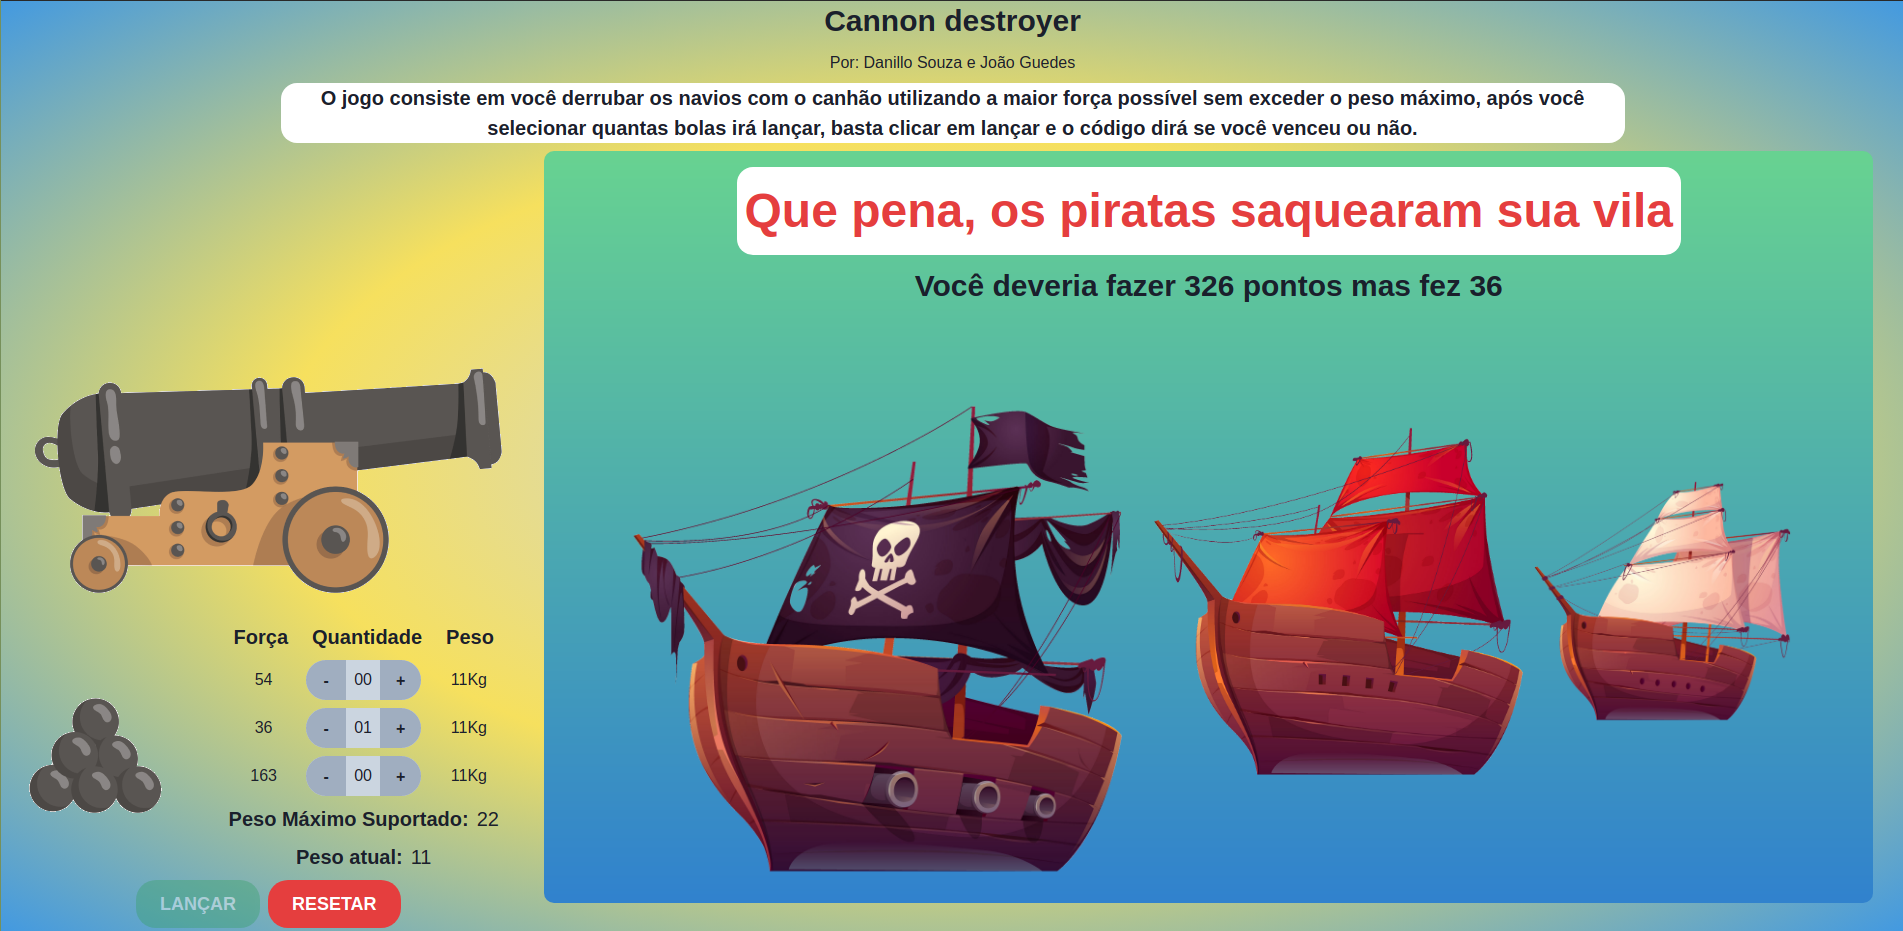 Cannon destroyer
Por: Danillo Souza e João Guedes
O jogo consiste em você derrubar os navios com o canhão utilizando a maior força possível sem exceder o peso máximo, após você
selecionar quantas bolas irá lançar, basta clicar em lançar e o código dirá se você venceu ou não.
Que pena, os piratas saquearam sua vila
Você deveria fazer 326 pontos mas fez 36
Força Quantidade Peso
54 - 00 + 11Kg
36 - 01 + 11Kg
163 - 00 + 11Kg
Peso Máximo Suportado: 22
Peso atual: 11
LANÇAR RESETAR